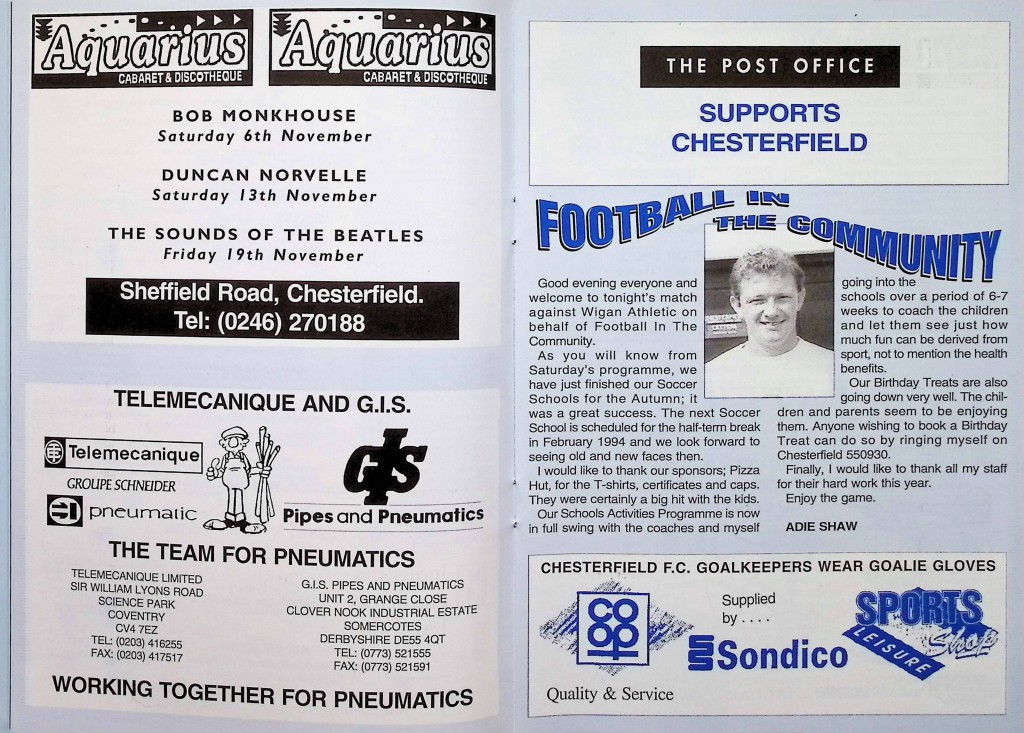 Aquarius
CABARET & DISCOTHEQUE
Aquarius
CABARET & DISCOTHEQUE
BOB MONKHOUSE
Saturday 6th November
DUNCAN NORVELLE
Saturday 13th November
THE SOUNDS OF THE BEATLES
Friday 19th November
Sheffield Road, Chesterfield.
Tel: (0246) 270188
TELEMECANIQUE AND G.I.S.
Telemecanique
GROUPE SCHNEIDER
pneumatic
GIS
Pipes and Pneumatics
THE TEAM FOR PNEUMATICS
TELEMECANIQUE LIMITED
SIR WILLIAM LYONS ROAD
SCIENCE PARK
COVENTRY
CV4 7EZ
TEL: (0203) 416255
FAX: (0203) 417517
G.I.S. PIPES AND PNEUMATICS
UNIT 2, GRANGE CLOSE
CLOVER NOOK INDUSTRIAL ESTATE
SOMERCOTES
DERBYSHIRE DE55 4QT
TEL: (0773) 521555
FAX: (0773) 521591
WORKING TOGETHER FOR PNEUMATICS
THE POST OFFICE
SUPPORTS
CHESTERFIELD
FOOTBALL IN
THE COMMUNITY
Good evening everyone and
welcome to tonight's match
against Wigan Athletic on
behalf of Football In The
Community.
As you will know from
Saturday's programme, we
have just finished our Soccer
Schools for the Autumn; it
was a great success. The next Soccer
School is scheduled for the half-term break
in February 1994 and we look forward to
seeing old and new faces then.
I would like to thank our sponsors; Pizza
Hut, for the T-shirts, certificates and caps.
They were certainly a big hit with the kids.
Our Schools Activities Programme is now
in full swing with the coaches and myself
going into the
schools over a period of 6-7
weeks to coach the children
and let them see just how
much fun can be derived from
sport, not to mention the health
benefits.
Our Birthday Treats are also
going down very well. The chil-
dren and parents seem to be enjoying
them. Anyone wishing to book a Birthday
Treat can do so by ringing myself on
Chesterfield 550930.
Finally, I would like to thank all my staff
for their hard work this year.
Enjoy the game.
ADIE SHAW
CHESTERFIELD F.C. GOALKEEPERS WEAR GOALIE GLOVES
CO
OP
Quality & Service
Supplied
by ....
Sondico
SPORTS
LEISURE
Shop